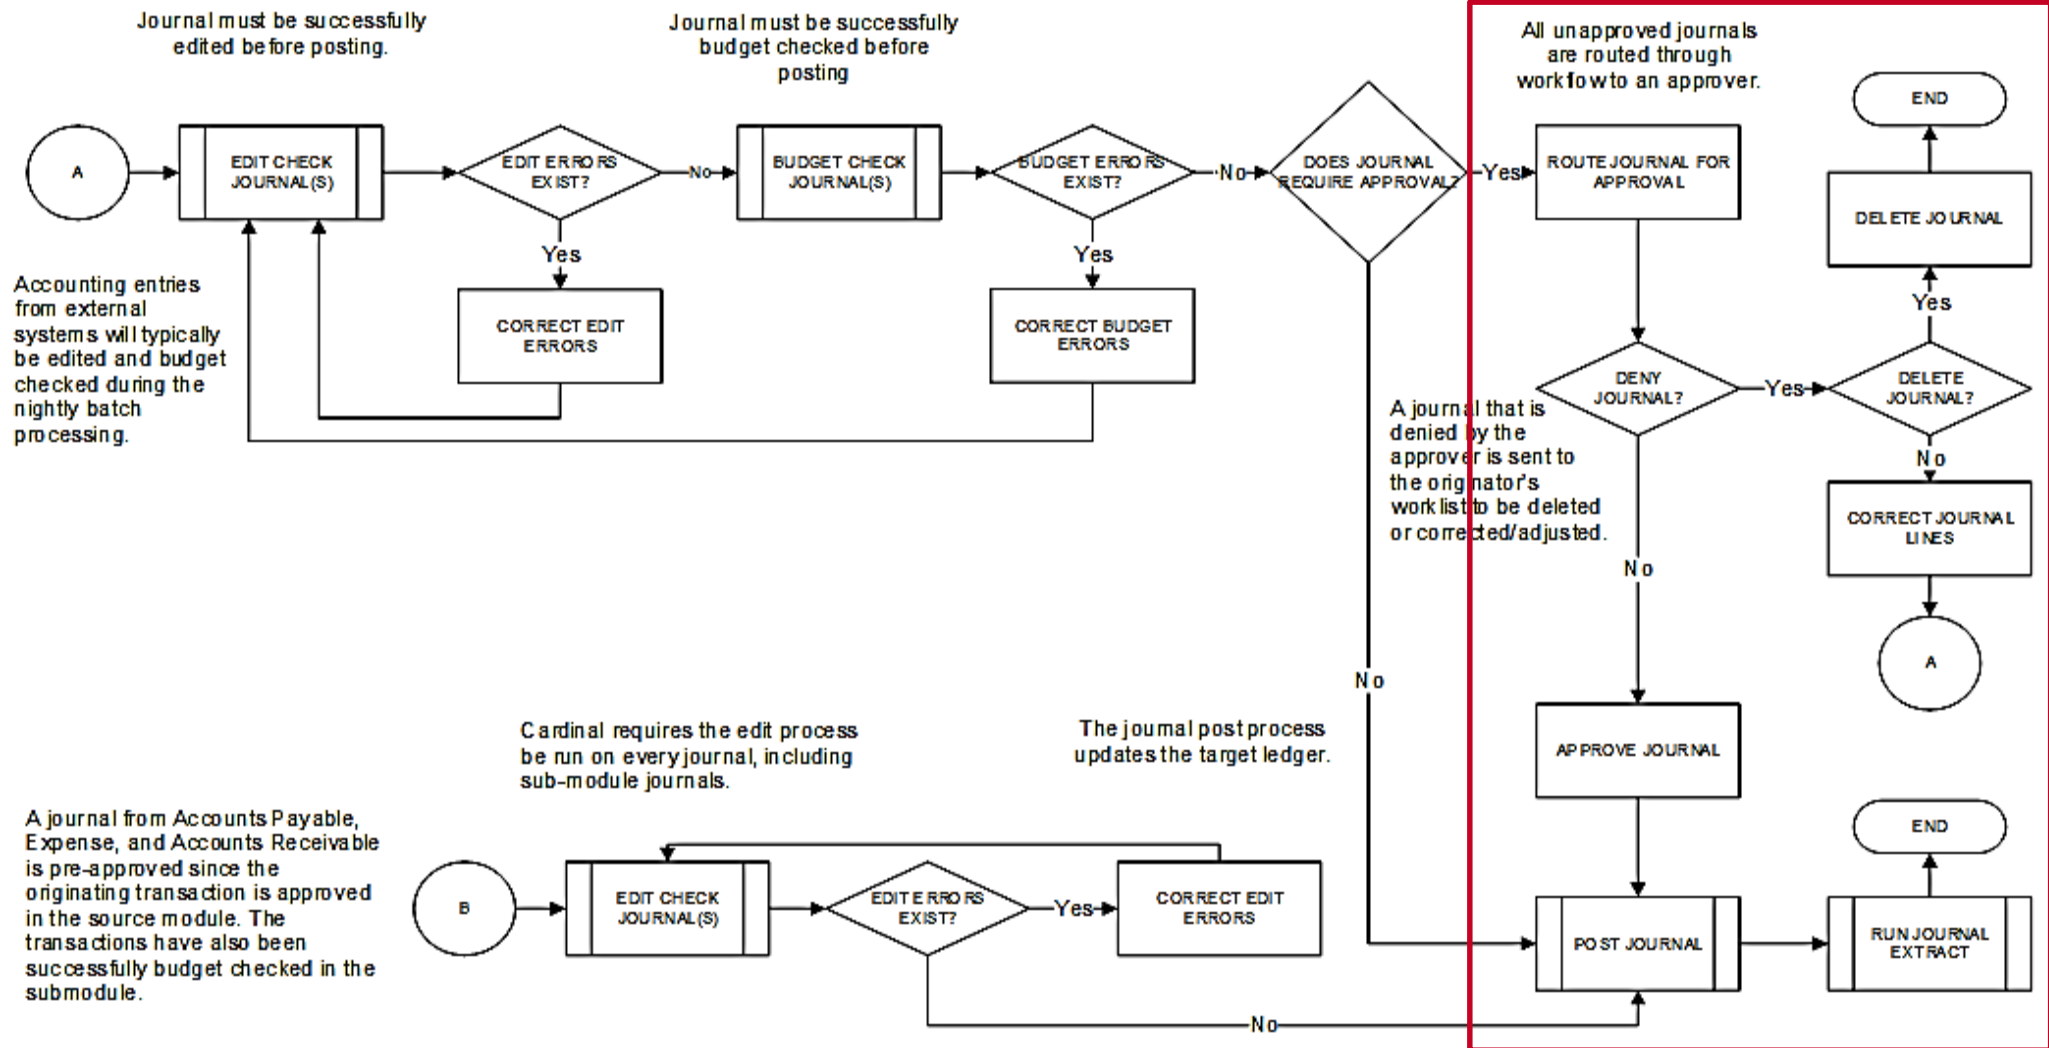 Journal must be successfully
edited before posting.
Journal must be successfully
budget checked before
posting
All unapproved journals
are routed through
workflow to an approver.
END
A
EDIT CHECK
JOURNAL(S)
EDIT ERRORS
EXIST?
No
BUDGET CHECK
JOURNAL(S)
BUDGET ERRORS
EXIST?
No
DOES JOURNAL
REQUIRE APPROVAL?
Yes
ROUTE JOURNAL FOR
APPROVAL
DELETE JOURNAL
Yes
Yes
Yes
Accounting entries
from external
systems will typically
be edited and budget
checked during the
nightly batch
processing.
CORRECT EDIT
ERRORS
CORRECT BUDGET
ERRORS
DENY
JOURNAL?
Yes
DELETE
JOURNAL?
A journal that is
denied by the
approver is sent to
the originator's
worklist to be deleted
or corrected/adjusted.
No
CORRECT JOURNAL
LINES
No
A
No
Cardinal requires the edit process
be run on every journal, including
sub-module journals.
The journal post process
updates the target ledger.
APPROVE JOURNAL
A journal from Accounts Payable,
Expense, and Accounts Receivable
is pre-approved since the
originating transaction is approved
in the source module. The
transactions have also been
successfully budget checked in the
submodule.
END
B
EDIT CHECK
JOURNAL(S)
EDIT ERRORS
EXIST?
Yes
CORRECT EDIT
ERRORS
POST JOURNAL
RUN JOURNAL
EXTRACT
No